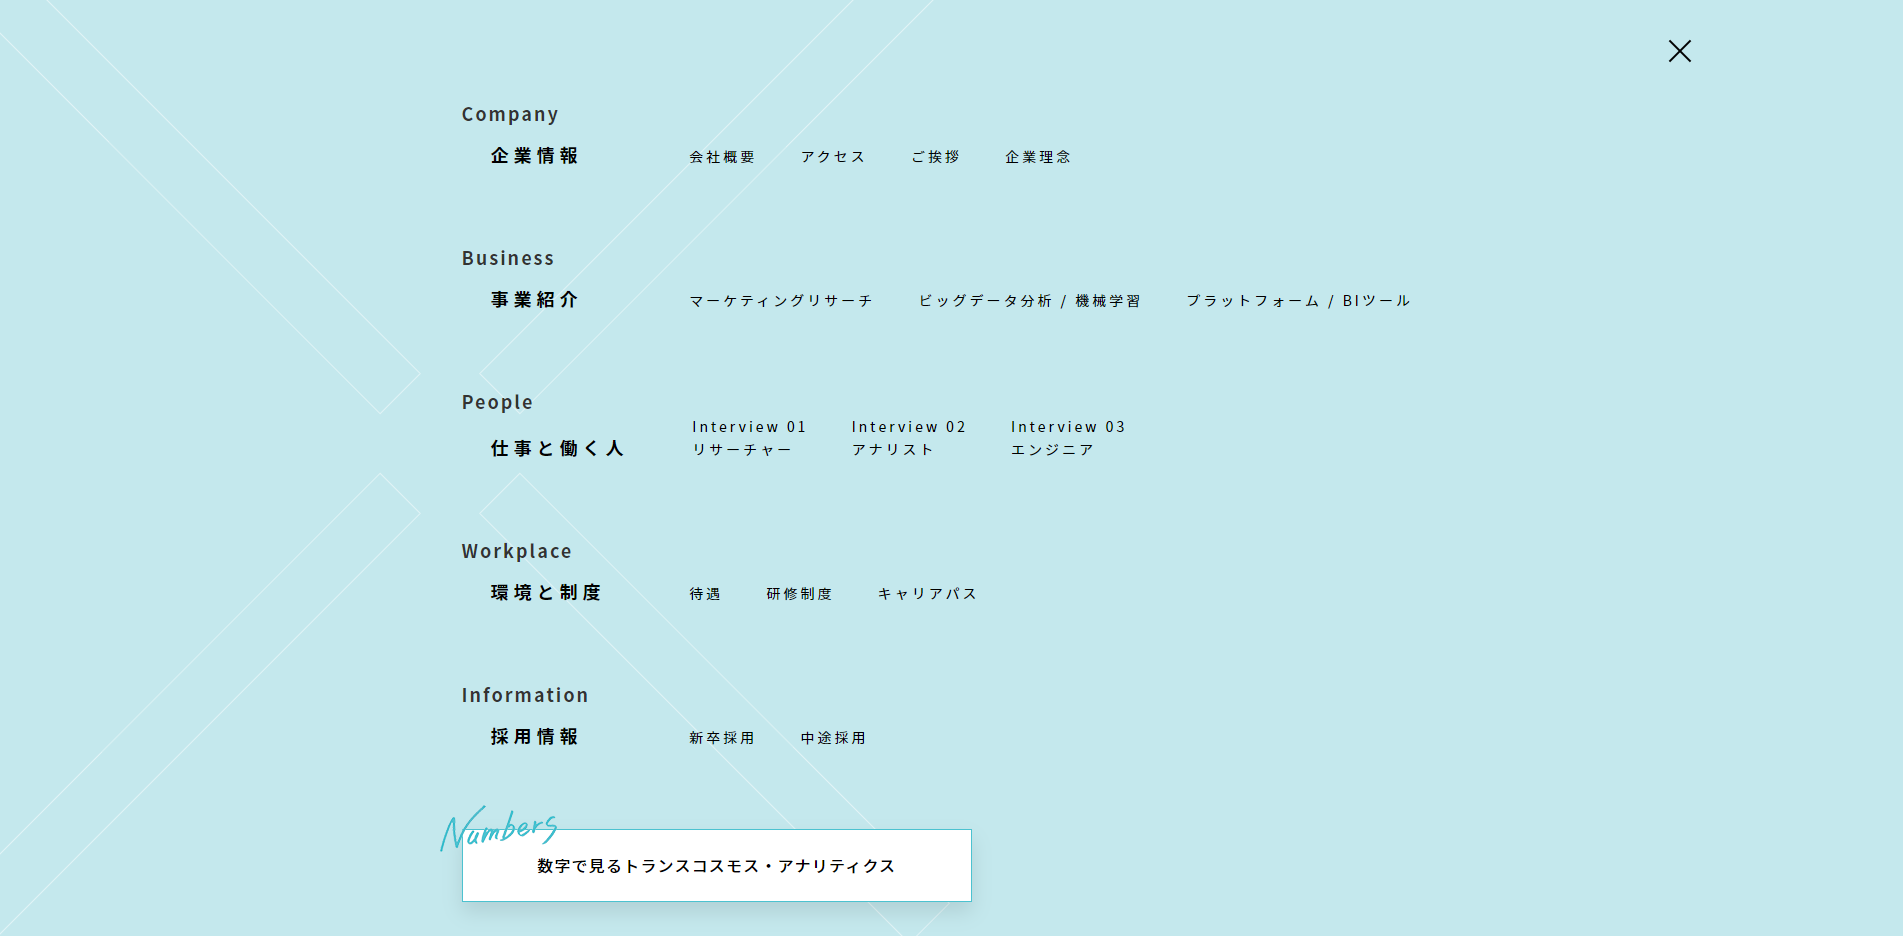 Company
企業情報 会社概要 アクセス ご挨拶 企業理念
Business
事業紹介 マーケティングリサーチ ビッグデータ分析 / 機械学習 プラットフォーム / BIツール
People
Interview 01 Interview 02 Interview 03
仕事と働く人 リサーチャー アナリスト エンジニア
Workplace
環境と制度 待遇 研修制度 キャリアパス
Information
採用情報 新卒採用 中途採用
Numbers
数字で見るトランスコスモス・アナリティクス